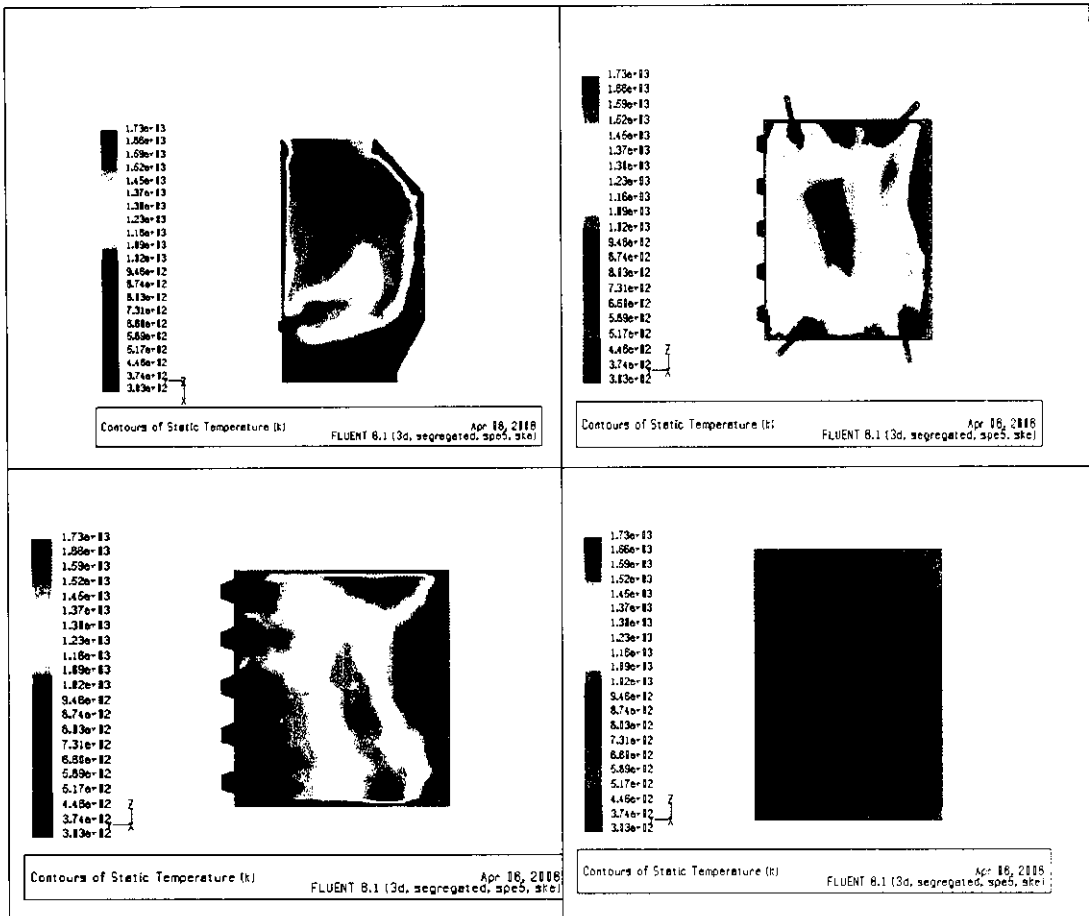 1.73e+03
1.66e+03
1.59e+03
1.52e+03
1.45e+03
1.37e+03
1.30e+03
1.23e+03
1.16e+03
1.09e+03
1.02e+03
9.46e+02
8.74e+02
8.03e+02
7.31e+02
6.60e+02
5.89e+02
5.17e+02
4.46e+02
3.74e+02
3.03e+02
Z
X
Contours of Static Temperature (k)
Apr 06, 2006
FLUENT 6.1 (3d, segregated, spe5, ske)
1.73e+03
1.66e+03
1.59e+03
1.52e+03
1.45e+03
1.37e+03
1.30e+03
1.23e+03
1.16e+03
1.09e+03
1.02e+03
9.46e+02
8.74e+02
8.03e+02
7.31e+02
6.60e+02
5.89e+02
5.17e+02
4.46e+02
3.74e+02
3.03e+02
Z
X
Contours of Static Temperature (k)
Apr 06, 2006
FLUENT 6.1 (3d, segregated, spe5, ske)
1.73e+03
1.66e+03
1.59e+03
1.52e+03
1.45e+03
1.37e+03
1.30e+03
1.23e+03
1.16e+03
1.09e+03
1.02e+03
9.46e+02
8.74e+02
8.03e+02
7.31e+02
6.60e+02
5.89e+02
5.17e+02
4.46e+02
3.74e+02
3.03e+02
Z
X
Contours of Static Temperature (k)
Apr 06, 2006
FLUENT 6.1 (3d, segregated, spe5, ske)
1.73e+03
1.66e+03
1.59e+03
1.52e+03
1.45e+03
1.37e+03
1.30e+03
1.23e+03
1.16e+03
1.09e+03
1.02e+03
9.46e+02
8.74e+02
8.03e+02
7.31e+02
6.60e+02
5.89e+02
5.17e+02
4.46e+02
3.74e+02
3.03e+02
Z
X
Contours of Static Temperature (k)
Apr 06, 2006
FLUENT 6.1 (3d, segregated, spe5, ske)